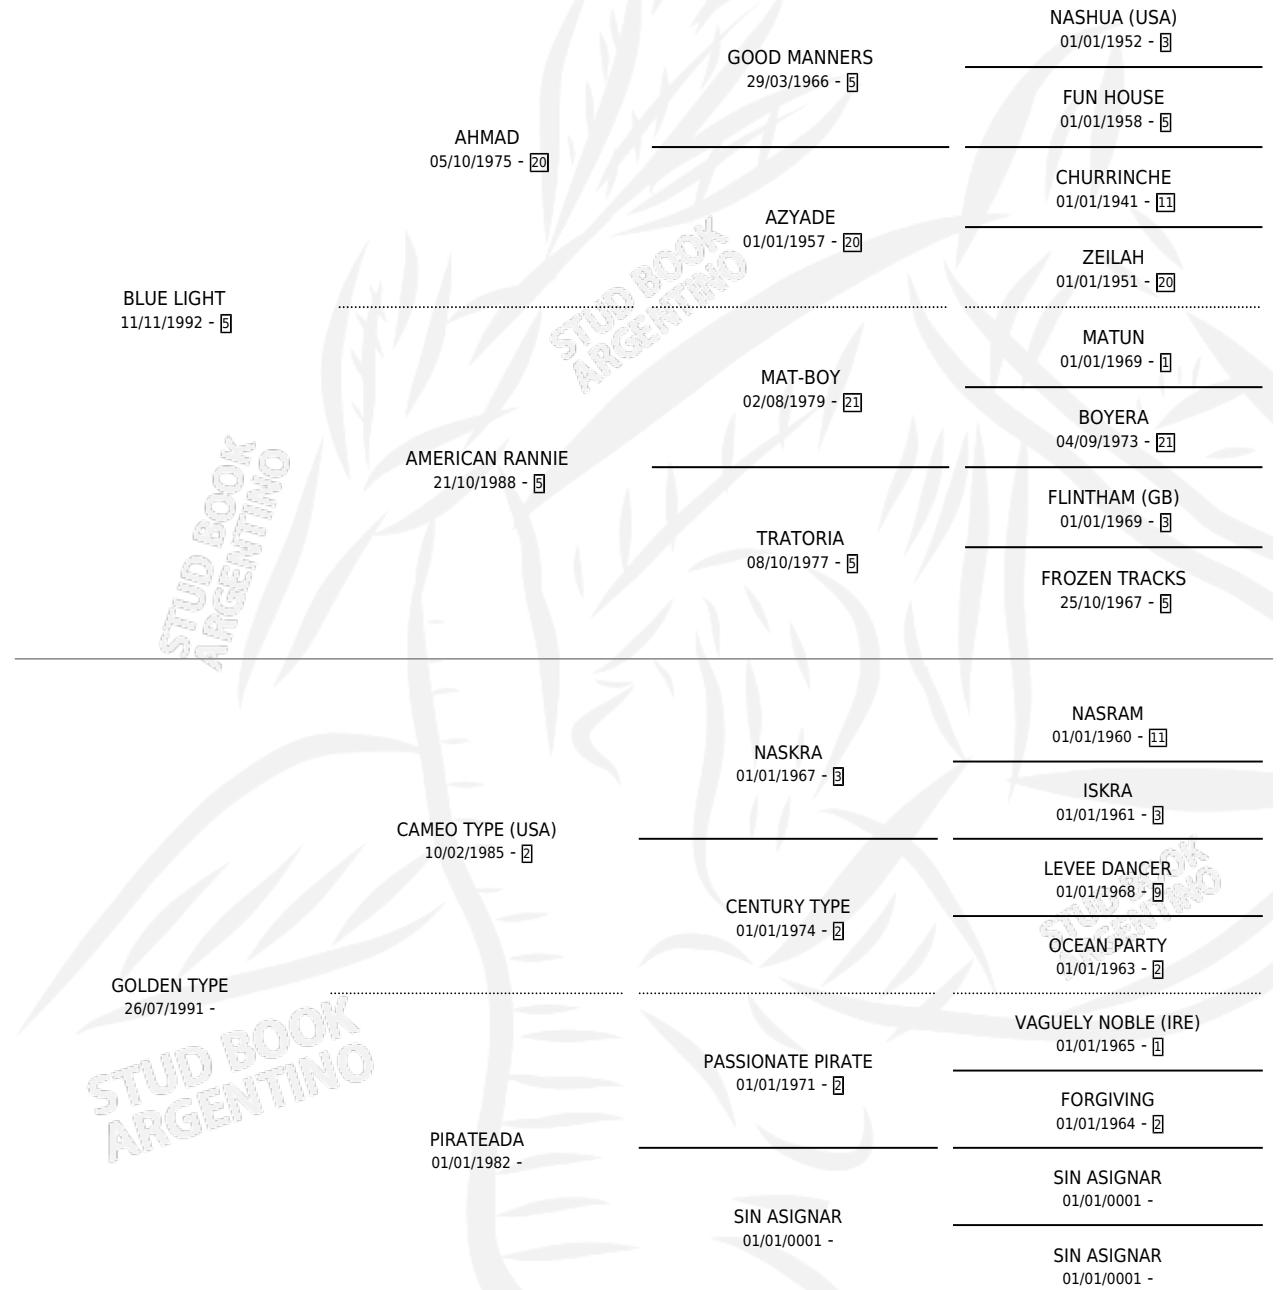 NASHUA (USA)
01/01/1952 - 3
GOOD MANNERS
29/03/1966 - 5
FUN HOUSE
01/01/1958 - 5
AHMAD
05/10/1975 - 20
CHURRINCHE
01/01/1941 - 11
AZYADE
01/01/1957 - 20
ZEILAH
01/01/1951 - 20
BLUE LIGHT
11/11/1992 - 5
MATUN
01/01/1969 - 1
MAT-BOY
02/08/1979 - 21
BOYERA
04/09/1973 - 21
AMERICAN RANNIE
21/10/1988 - 5
FLINTHAM (GB)
01/01/1969 - 3
TRATORIA
08/10/1977 - 5
FROZEN TRACKS
25/10/1967 - 5
STUD BOOK
ARGENTINO
STUD BOOK
ARGENTINO
NASRAM
01/01/1960 - 11
NASKRA
01/01/1967 - 3
ISKRA
01/01/1961 - 3
CAMEO TYPE (USA)
10/02/1985 - 2
LEVEE DANCER
01/01/1968 - 9
CENTURY TYPE
01/01/1974 - 2
OCEAN PARTY
01/01/1963 - 2
GOLDEN TYPE
26/07/1991 -
VAGUELY NOBLE (IRE)
01/01/1965 - 1
PASSIONATE PIRATE
01/01/1971 - 2
FORGIVING
01/01/1964 - 2
PIRATEADA
01/01/1982 -
SIN ASIGNAR
01/01/0001 -
SIN ASIGNAR
01/01/0001 -
SIN ASIGNAR
01/01/0001 -
STUD BOOK
ARGENTINO
STUD BOOK
ARGENTINO